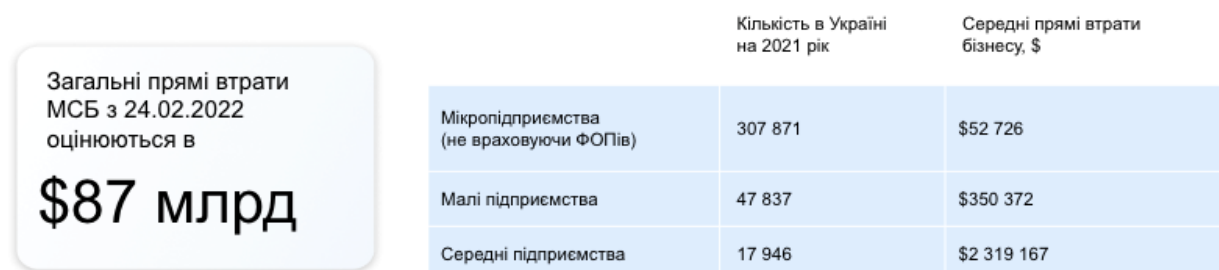 Загальні прямі втрати
МСБ з 24.02.2022
оцінюються в
$87 млрд
Кількість в Україні
на 2021 рік
Середні прямі втрати
бізнесу, $
Мікропідприємства
(не враховуючи ФОПів)
307 871
$52 726
Малі підприємства
47 837
$350 372
Середні підприємства
17 946
$2 319 167